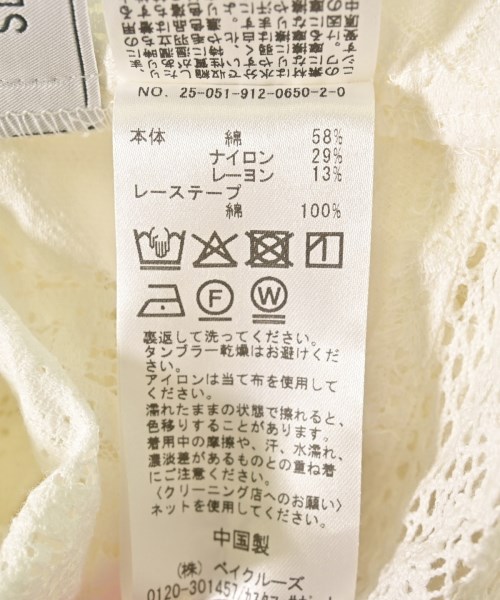 NO. 25-051-912-0650-2-0
本体 綿 58%
ナイロン 29%
レーヨン 13%
レーステープ
綿 100%
F W
裏返して洗ってください。
タンブラー乾燥はお避けくだ
さい。
アイロンは当て布を使用して
ください。
濡れたままの状態で擦れると、
色移りすることがあります。
着用中の摩擦や、汗、水濡れ、
濃淡差があるものとの重ね着
にご注意ください。
〈クリーニング店へのお願い〉
ネットを使用してください。
中国製
(株) ベイクルーズ
0120-301457